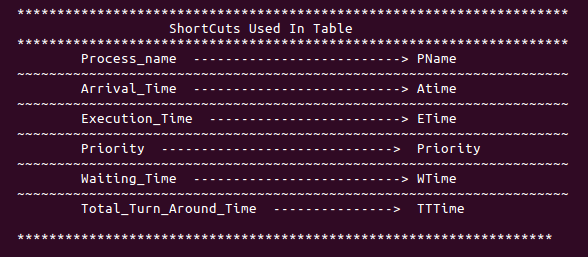 *********************************************************************
ShortCuts Used In Table
*********************************************************************
Process_name --------------------------> PName
~~~~~~~~~~~~~~~~~~~~~~~~~~~~~~~~~~~~~~~~~~~~~~~~~~~~~~~~~~~~~~~~~~~~~
Arrival_Time --------------------------> Atime
~~~~~~~~~~~~~~~~~~~~~~~~~~~~~~~~~~~~~~~~~~~~~~~~~~~~~~~~~~~~~~~~~~~~~
Execution_Time ------------------------> ETime
~~~~~~~~~~~~~~~~~~~~~~~~~~~~~~~~~~~~~~~~~~~~~~~~~~~~~~~~~~~~~~~~~~~~~
Priority -----------------------------> Priority
~~~~~~~~~~~~~~~~~~~~~~~~~~~~~~~~~~~~~~~~~~~~~~~~~~~~~~~~~~~~~~~~~~~~~
Waiting_Time --------------------------> WTime
~~~~~~~~~~~~~~~~~~~~~~~~~~~~~~~~~~~~~~~~~~~~~~~~~~~~~~~~~~~~~~~~~~~~~
Total_Turn_Around_Time ---------------> TTTime
*******************************************************************